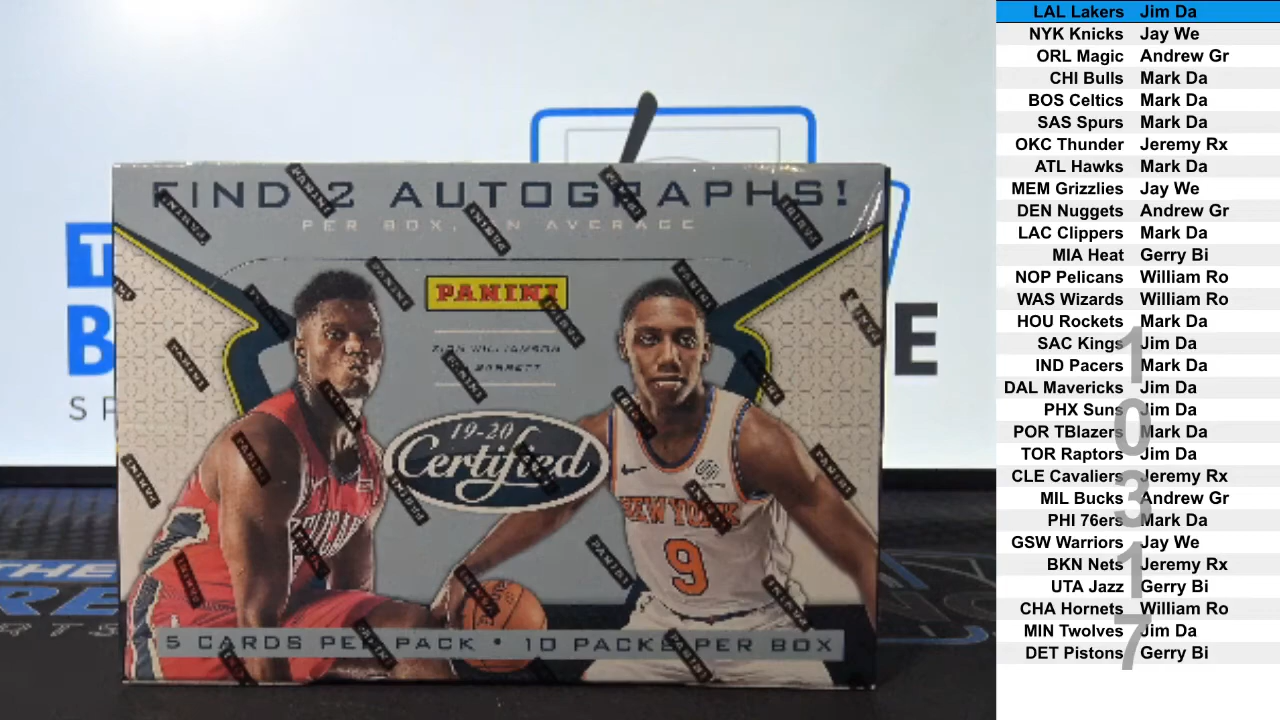 FIND 2 AUTOGRAPHS!
PER BOX, ON AVERAGE
PANINI
ZION WILLIAMSON
BARRETT
19-20
Certified
NEW YORK
9
5 CARDS PER PACK • 10 PACKS PER BOX
T
B
E
SP
THE
LAL Lakers Jim Da
NYK Knicks Jay We
ORL Magic Andrew Gr
CHI Bulls Mark Da
BOS Celtics Mark Da
SAS Spurs Mark Da
OKC Thunder Jeremy Rx
ATL Hawks Mark Da
MEM Grizzlies Jay We
DEN Nuggets Andrew Gr
LAC Clippers Mark Da
MIA Heat Gerry Bi
NOP Pelicans William Ro
WAS Wizards William Ro
HOU Rockets Mark Da
SAC Kings Jim Da
IND Pacers Mark Da
DAL Mavericks Jim Da
PHX Suns Jim Da
POR TBlazers Mark Da
TOR Raptors Jim Da
CLE Cavaliers Jeremy Rx
MIL Bucks Andrew Gr
PHI 76ers Mark Da
GSW Warriors Jay We
BKN Nets Jeremy Rx
UTA Jazz Gerry Bi
CHA Hornets William Ro
MIN Twolves Jim Da
DET Pistons Gerry Bi
10317